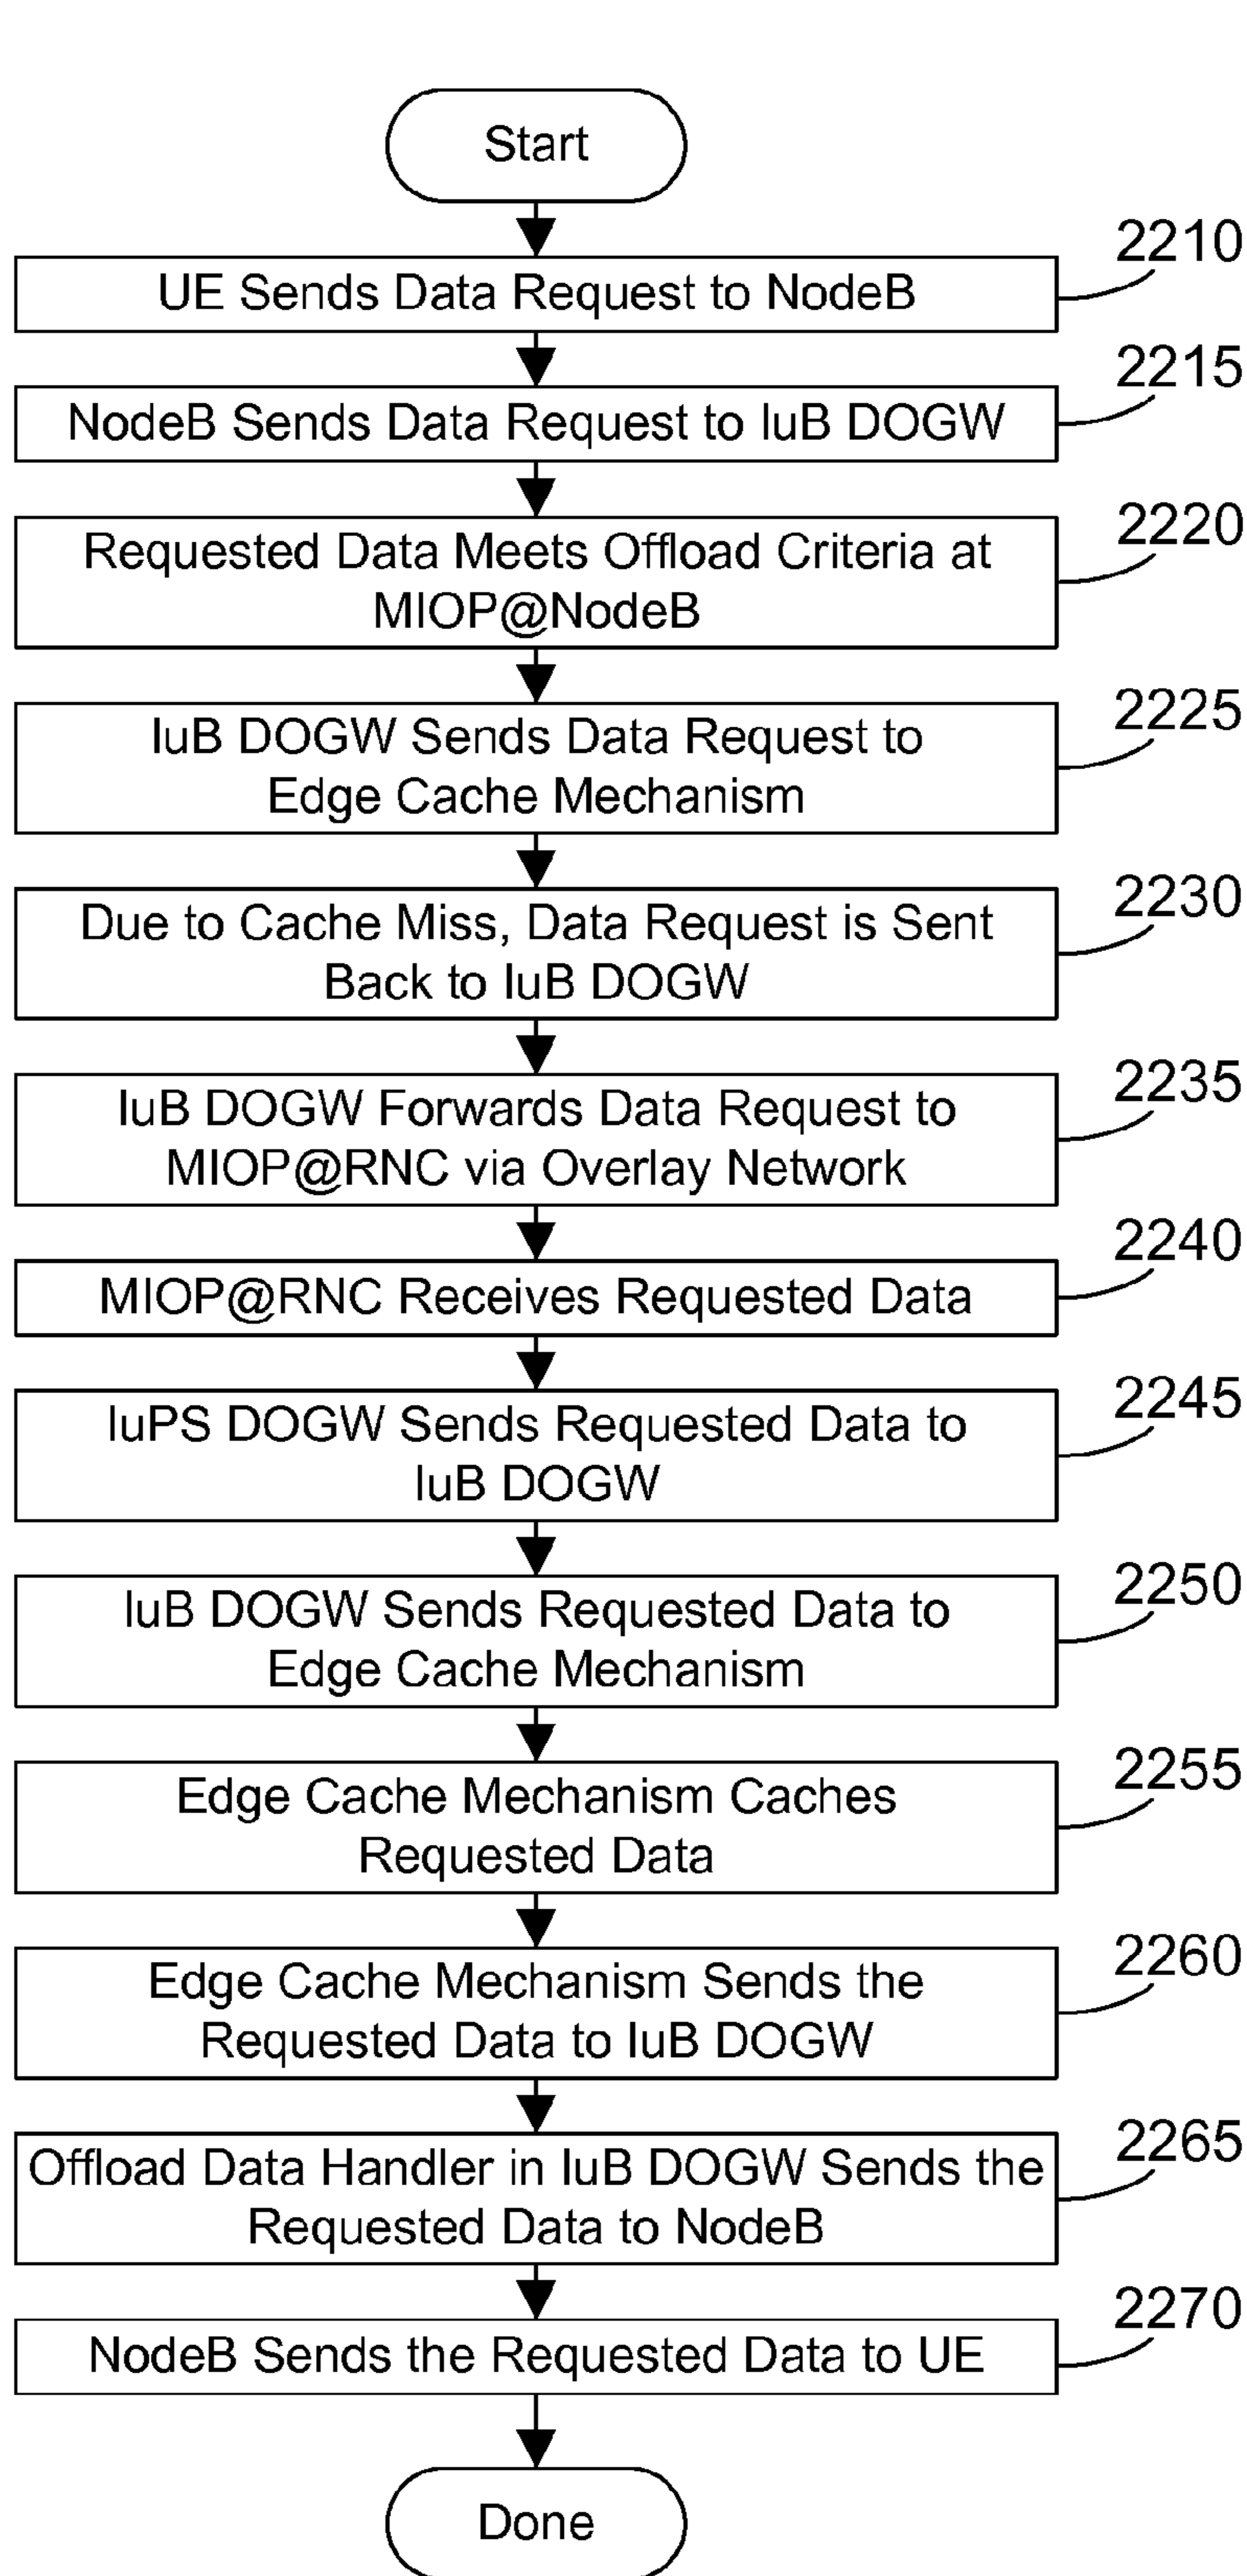 Start
2210
UE Sends Data Request to NodeB
2215
NodeB Sends Data Request to IuB DOGW
2220
Requested Data Meets Offload Criteria at
MIOP@NodeB
2225
IuB DOGW Sends Data Request to
Edge Cache Mechanism
2230
Due to Cache Miss, Data Request is Sent
Back to IuB DOGW
2235
IuB DOGW Forwards Data Request to
MIOP@RNC via Overlay Network
2240
MIOP@RNC Receives Requested Data
2245
IuPS DOGW Sends Requested Data to
IuB DOGW
2250
IuB DOGW Sends Requested Data to
Edge Cache Mechanism
2255
Edge Cache Mechanism Caches
Requested Data
2260
Edge Cache Mechanism Sends the
Requested Data to IuB DOGW
2265
Offload Data Handler in IuB DOGW Sends the
Requested Data to NodeB
2270
NodeB Sends the Requested Data to UE
Done